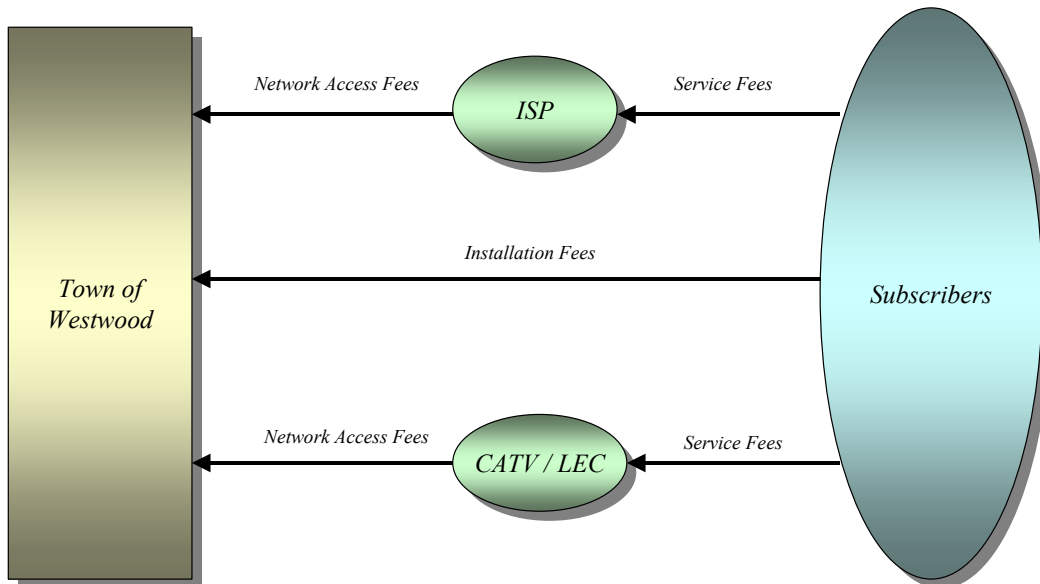 Network Access Fees
ISP
Service Fees
Installation Fees
Town of
Westwood
Subscribers
Network Access Fees
CATV / LEC
Service Fees